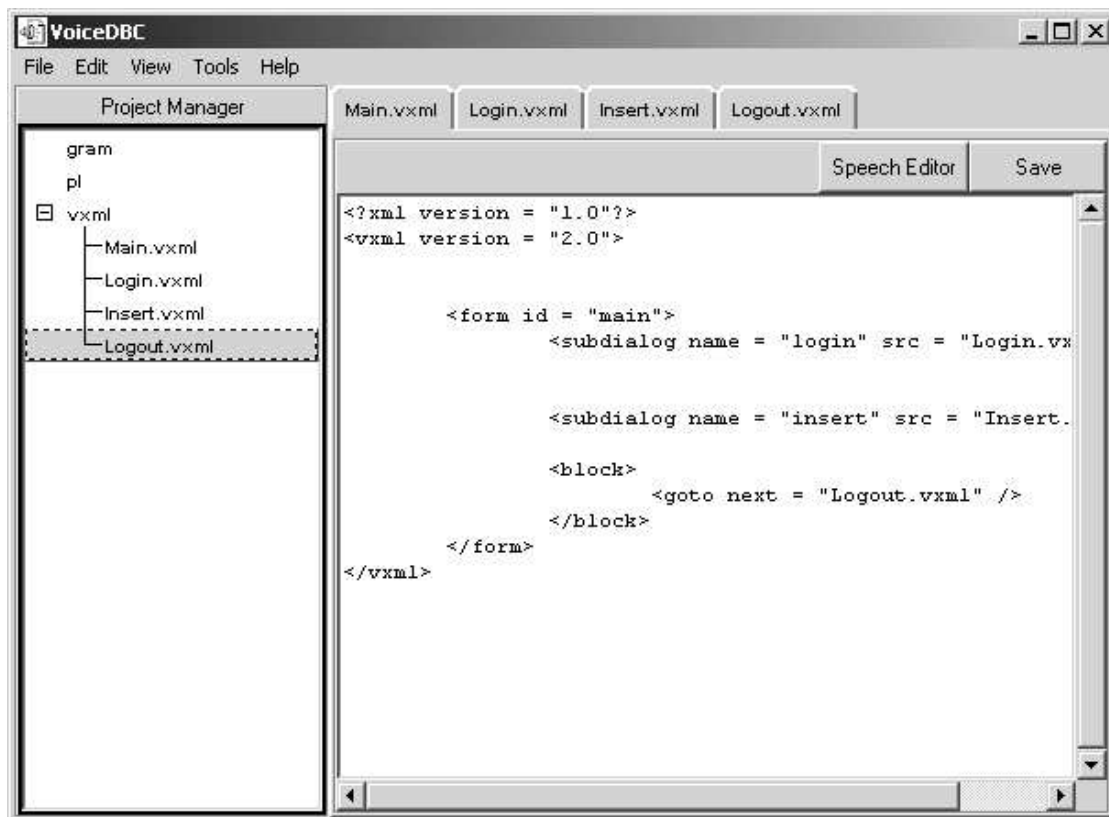 VoiceDBC
File Edit View Tools Help
Project Manager
gram
pl
vxml
Main.vxml
Login.vxml
Insert.vxml
Logout.vxml
Main.vxml Login.vxml Insert.vxml Logout.vxml
Speech Editor Save
<?xml version = "1.0"?>
<vxml version = "2.0">
<form id = "main">
<subdialog name = "login" src = "Login.vx
<subdialog name = "insert" src = "Insert.
<block>
<goto next = "Logout.vxml" />
</block>
</form>
</vxml>